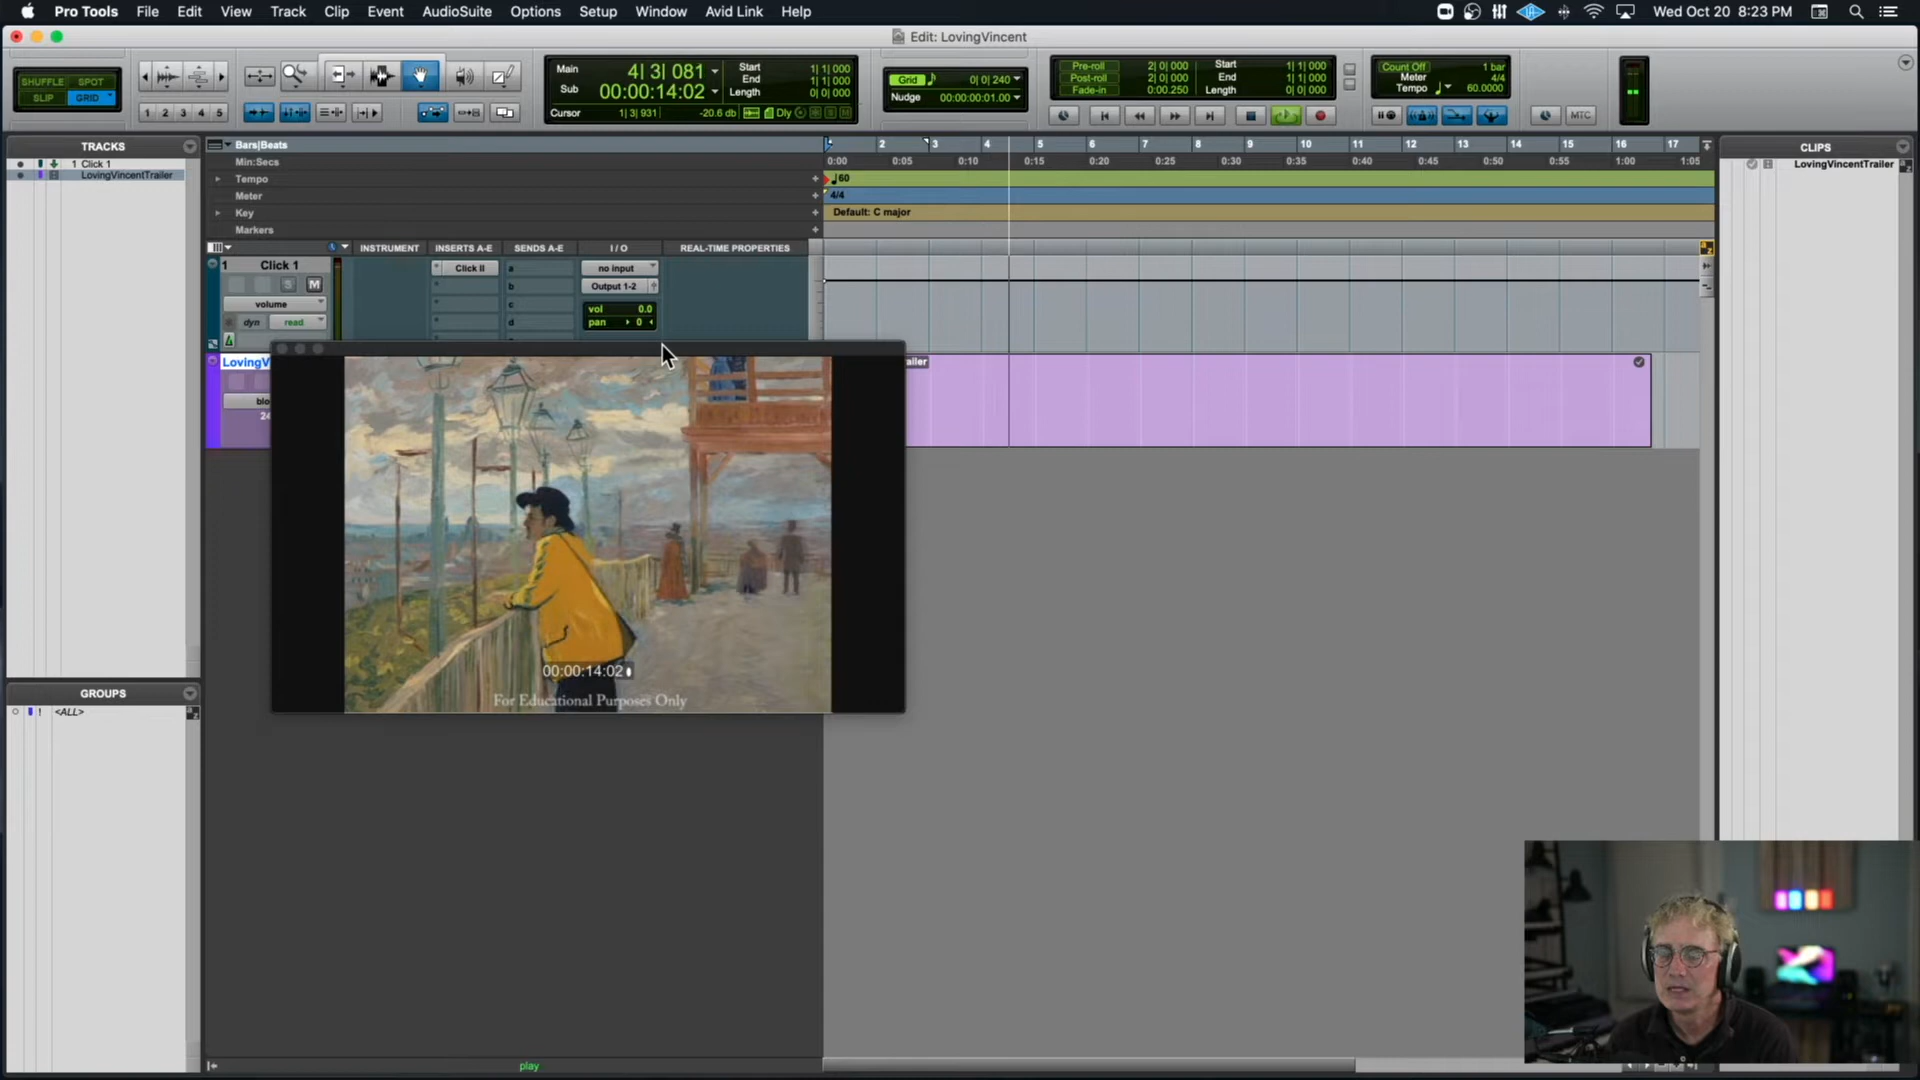 Pro Tools File Edit View Track Clip Event AudioSuite Options Setup Window Avid Link Help Wed Oct 20 8:23 PM
Edit: LovingVincent
SHUFFLE SPOT
SLIP GRID
1 2 3 4 5
Main 4| 3| 081
Sub 00:00:14:02
Start 1| 1| 000
End 1| 1| 000
Length 0| 0| 000
Cursor 1| 3| 931 -20.6 db Dly
Grid 0| 0| 240
Nudge 00:00:00:01.00
Pre-roll 2| 0| 000
Post-roll 2| 0| 000
Fade-in 0:00.250
Start 1| 1| 000
End 1| 1| 000
Length 0| 0| 000
Count Off 1 bar
Meter 4/4
Tempo 60.0000
MTC
TRACKS
1 Click 1
LovingVincentTrailer
GROUPS
! <ALL>
Bars|Beats 2 3 4 5 6 7 8 9 10 11 12 13 14 15 16 17
Min:Secs 0:00 0:05 0:10 0:15 0:20 0:25 0:30 0:35 0:40 0:45 0:50 0:55 1:00 1:05
Tempo 60
Meter 4/4
Key Default: C major
Markers
INSTRUMENT INSERTS A-E SENDS A-E I / O REAL-TIME PROPERTIES
1 Click 1
S M
volume
dyn read
Click II
a
b
c
d
no input
Output 1-2
vol 0.0
pan 0
LovingV
blo
24
ailer
00:00:14:02
For Educational Purposes Only
play
CLIPS
LovingVincentTrailer